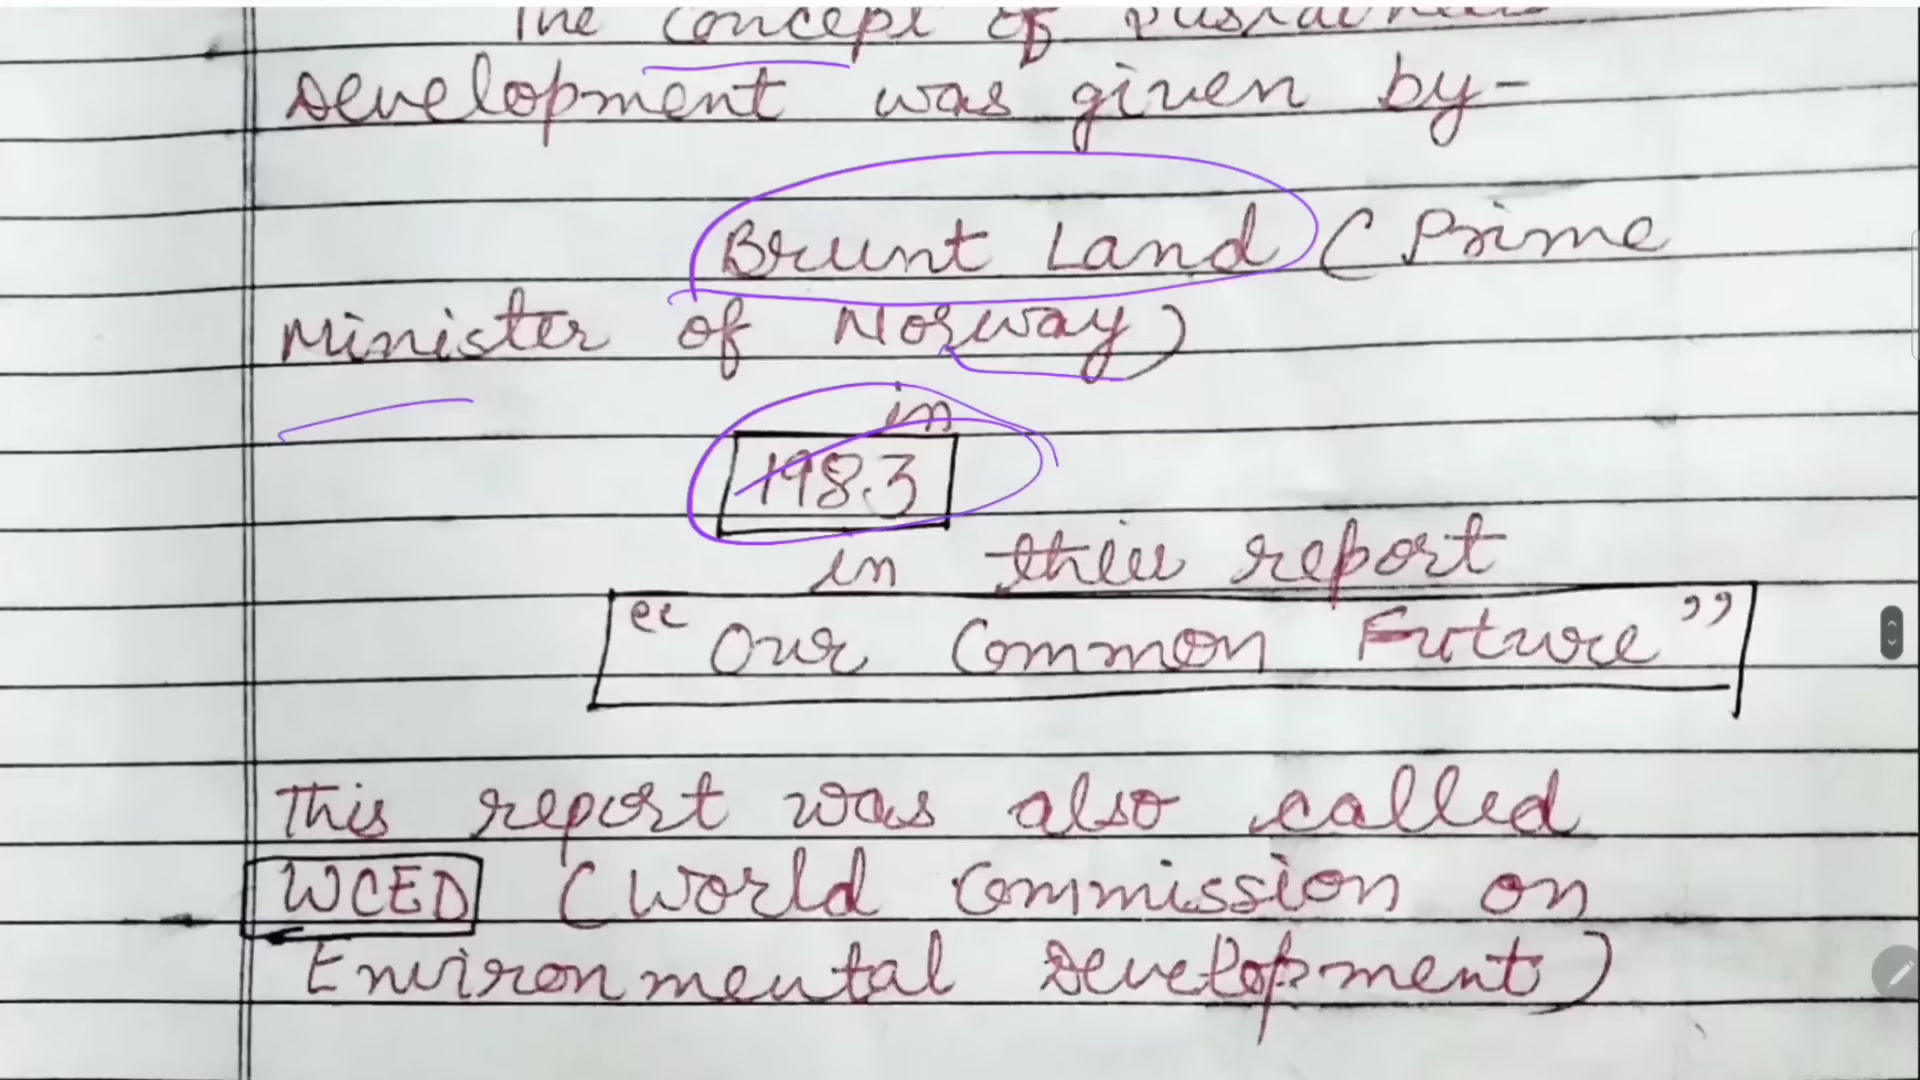 The concept of Sustainable
Development was given by-
Brunt Land (Prime
Minister of Norway)
in
1983
in their report
"Our Common Future"
This report was also called
WCED (World Commission on
Environmental Development)